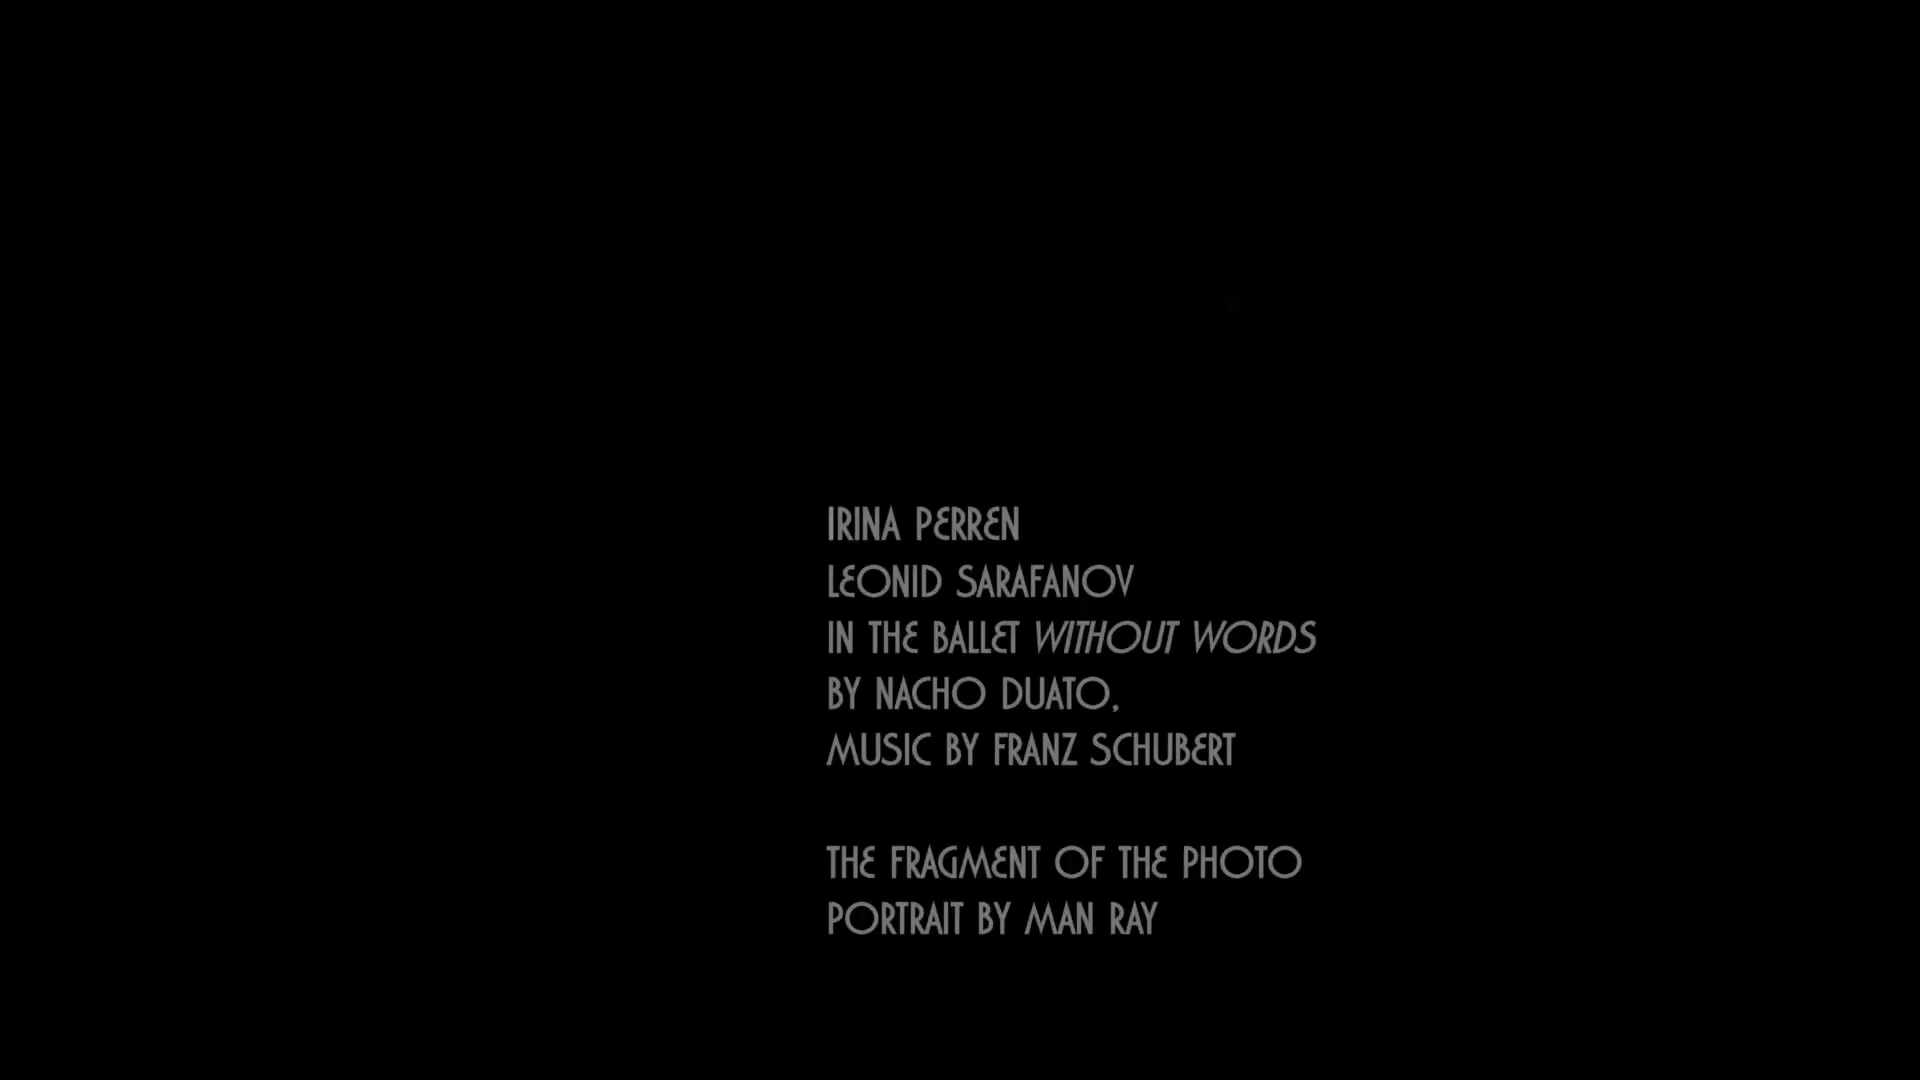 IRINA PERREN
LEONID SARAFANOV
IN THE BALLET WITHOUT WORDS
BY NACHO DUATO,
MUSIC BY FRANZ SCHUBERT
THE FRAGMENT OF THE PHOTO
PORTRAIT BY MAN RAY